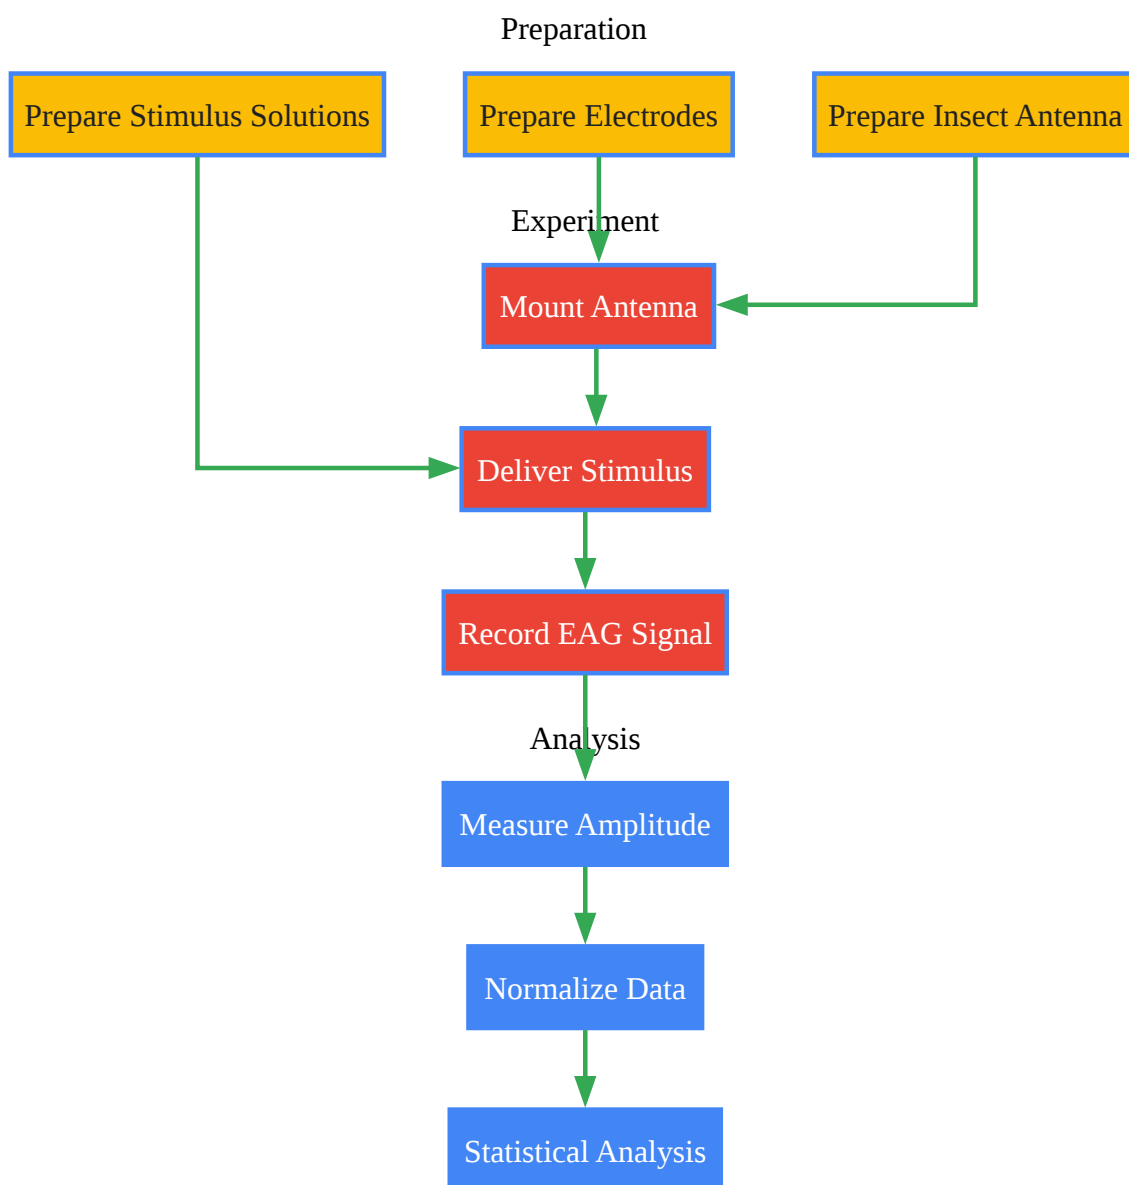 Preparation
Prepare Stimulus Solutions
Prepare Electrodes
Prepare Insect Antenna
Experiment
Mount Antenna
Deliver Stimulus
Record EAG Signal
Analysis
Measure Amplitude
Normalize Data
Statistical Analysis